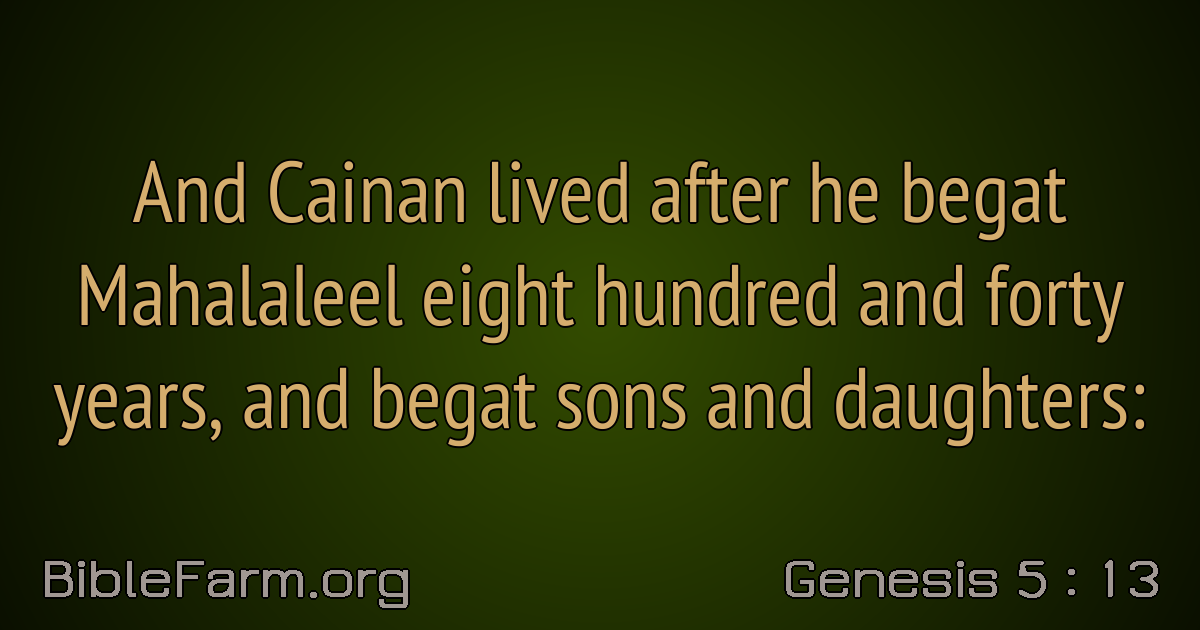 And Cainan lived after he begat
Mahalaleel eight hundred and forty
years, and begat sons and daughters:
BibleFarm.org
Genesis 5 : 13